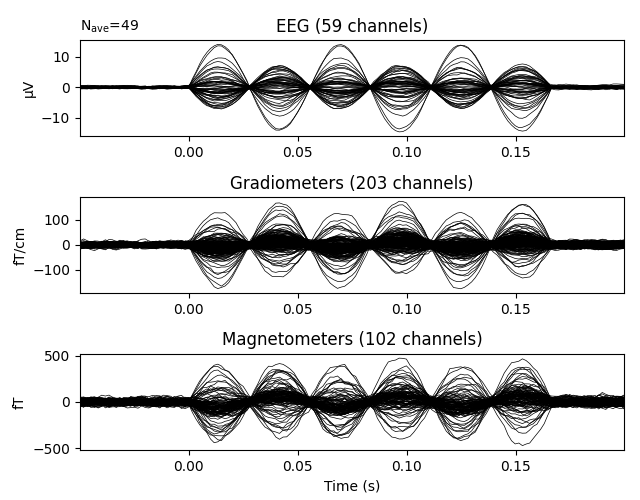 N_ave=49
EEG (59 channels)
10
0
−10
µV
0.00 0.05 0.10 0.15
Gradiometers (203 channels)
100
0
−100
fT/cm
0.00 0.05 0.10 0.15
Magnetometers (102 channels)
500
0
−500
fT
0.00 0.05 0.10 0.15
Time (s)